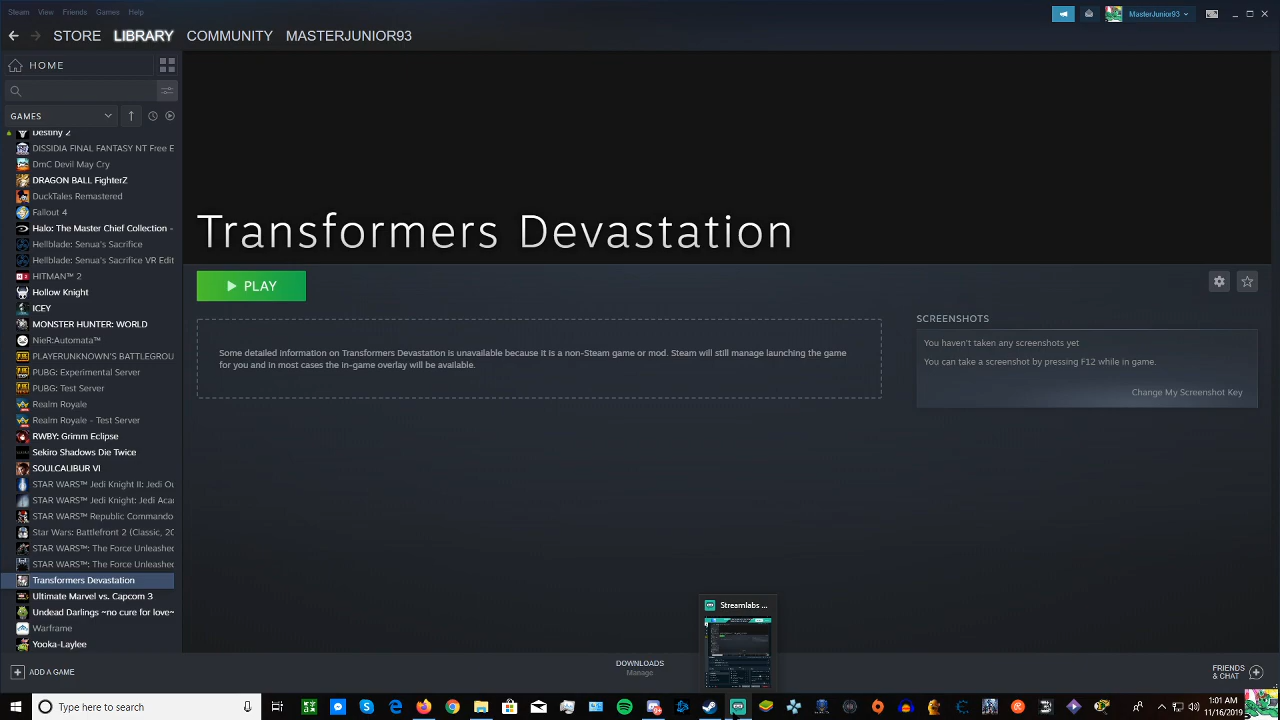 Steam View Friends Games Help
MasterJunior93
STORE LIBRARY COMMUNITY MASTERJUNIOR93
HOME
GAMES
Destiny 2
DISSIDIA FINAL FANTASY NT Free E
DmC Devil May Cry
DRAGON BALL FighterZ
DuckTales Remastered
Fallout 4
Halo: The Master Chief Collection -
Hellblade: Senua's Sacrifice
Hellblade: Senua's Sacrifice VR Edit
HITMAN™ 2
Hollow Knight
ICEY
MONSTER HUNTER: WORLD
NieR:Automata™
PLAYERUNKNOWN'S BATTLEGROU
PUBG: Experimental Server
PUBG: Test Server
Realm Royale
Realm Royale - Test Server
RWBY: Grimm Eclipse
Sekiro Shadows Die Twice
SOULCALIBUR VI
STAR WARS™ Jedi Knight II: Jedi Ou
STAR WARS™ Jedi Knight: Jedi Aca
STAR WARS™ Republic Commando
Star Wars: Battlefront 2 (Classic, 20
STAR WARS™: The Force Unleashed
STAR WARS™: The Force Unleashed
Transformers Devastation
Ultimate Marvel vs. Capcom 3
Undead Darlings ~no cure for love~
Warframe
Yooka-Laylee
Transformers Devastation
PLAY
Some detailed information on Transformers Devastation is unavailable because it is a non-Steam game or mod. Steam will still manage launching the game
for you and in most cases the in-game overlay will be available.
SCREENSHOTS
You haven't taken any screenshots yet
You can take a screenshot by pressing F12 while in game.
Change My Screenshot Key
Streamlabs ...
DOWNLOADS
Manage
FRIENDS
& CHAT
Type here to search
1:01 AM
11/16/2019